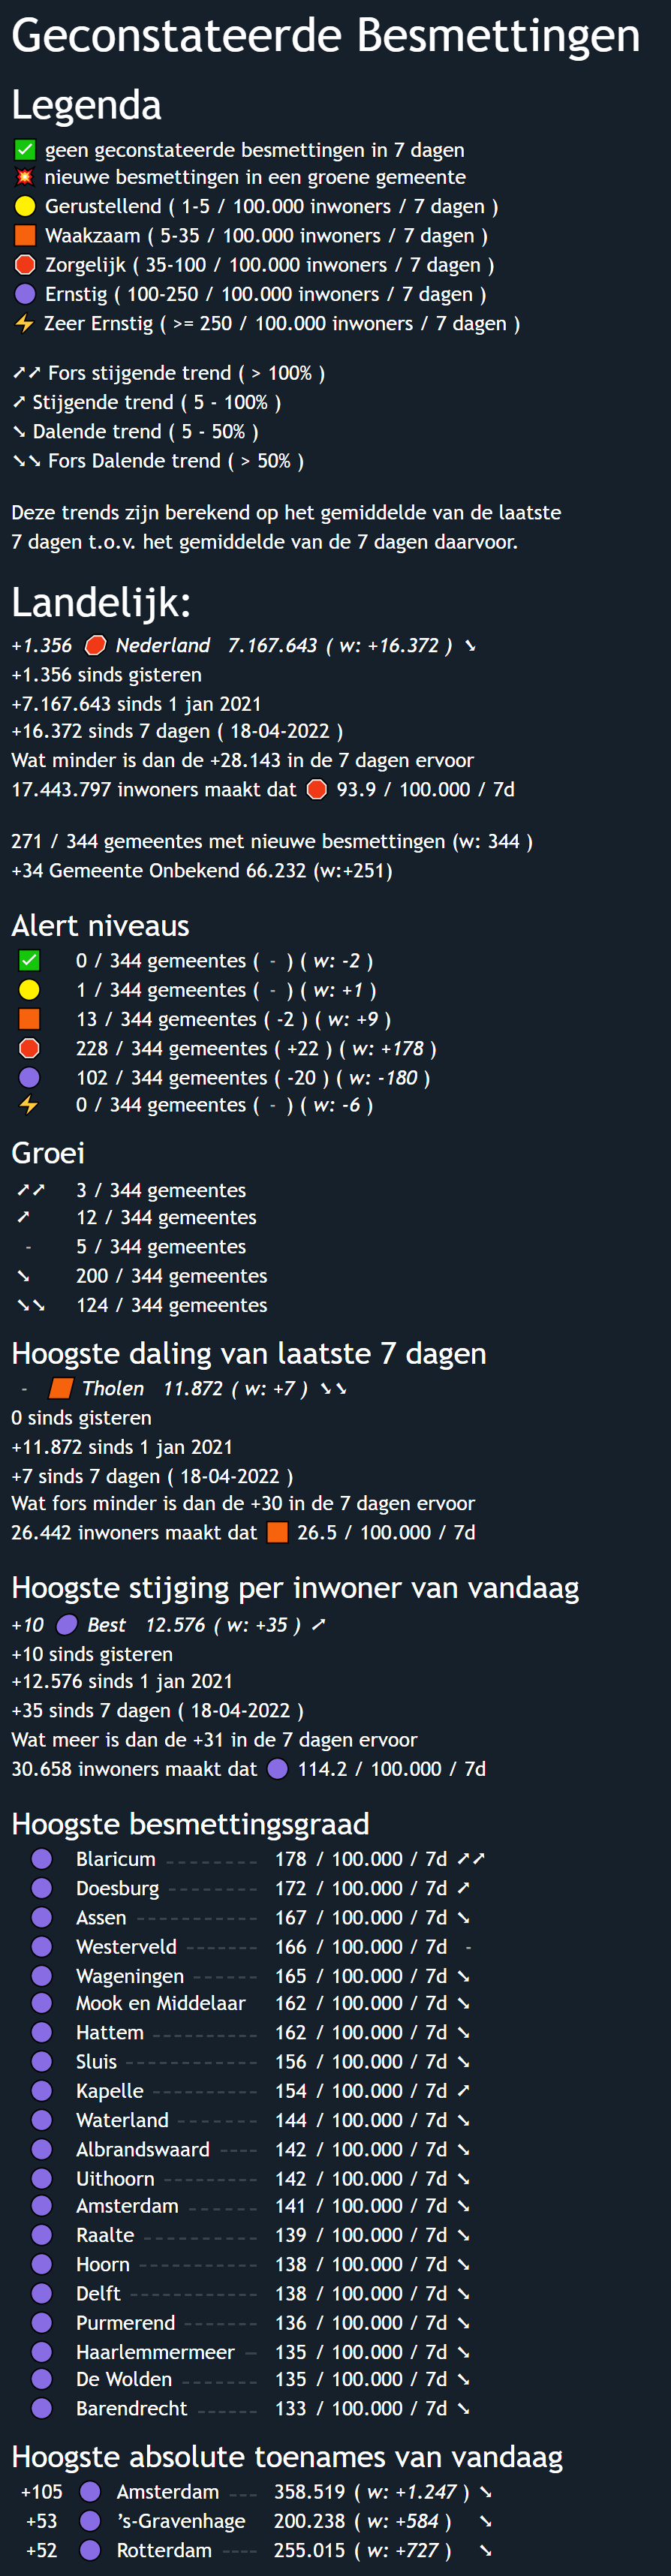 Geconstateerde Besmettingen
Legenda
✅ geen geconstateerde besmettingen in 7 dagen
💥 nieuwe besmettingen in een groene gemeente
🟡 Gerustellend ( 1-5 / 100.000 inwoners / 7 dagen )
🟧 Waakzaam ( 5-35 / 100.000 inwoners / 7 dagen )
🛑 Zorgelijk ( 35-100 / 100.000 inwoners / 7 dagen )
🟣 Ernstig ( 100-250 / 100.000 inwoners / 7 dagen )
⚡ Zeer Ernstig ( >= 250 / 100.000 inwoners / 7 dagen )
➚➚ Fors stijgende trend ( > 100% )
➚ Stijgende trend ( 5 - 100% )
➘ Dalende trend ( 5 - 50% )
➘➘ Fors Dalende trend ( > 50% )
Deze trends zijn berekend op het gemiddelde van de laatste
7 dagen t.o.v. het gemiddelde van de 7 dagen daarvoor.
Landelijk:
+1.356 🛑 Nederland 7.167.643 ( w: +16.372 ) ➘
+1.356 sinds gisteren
+7.167.643 sinds 1 jan 2021
+16.372 sinds 7 dagen ( 18-04-2022 )
Wat minder is dan de +28.143 in de 7 dagen ervoor
17.443.797 inwoners maakt dat 🛑 93.9 / 100.000 / 7d
271 / 344 gemeentes met nieuwe besmettingen (w: 344 )
+34 Gemeente Onbekend 66.232 (w:+251)
Alert niveaus
✅ 0 / 344 gemeentes ( - ) ( w: -2 )
🟡 1 / 344 gemeentes ( - ) ( w: +1 )
🟧 13 / 344 gemeentes ( -2 ) ( w: +9 )
🛑 228 / 344 gemeentes ( +22 ) ( w: +178 )
🟣 102 / 344 gemeentes ( -20 ) ( w: -180 )
⚡ 0 / 344 gemeentes ( - ) ( w: -6 )
Groei
➚➚ 3 / 344 gemeentes
➚ 12 / 344 gemeentes
- 5 / 344 gemeentes
➘ 200 / 344 gemeentes
➘➘ 124 / 344 gemeentes
Hoogste daling van laatste 7 dagen
- 🟧 Tholen 11.872 ( w: +7 ) ➘➘
0 sinds gisteren
+11.872 sinds 1 jan 2021
+7 sinds 7 dagen ( 18-04-2022 )
Wat fors minder is dan de +30 in de 7 dagen ervoor
26.442 inwoners maakt dat 🟧 26.5 / 100.000 / 7d
Hoogste stijging per inwoner van vandaag
+10 🟣 Best 12.576 ( w: +35 ) ➚
+10 sinds gisteren
+12.576 sinds 1 jan 2021
+35 sinds 7 dagen ( 18-04-2022 )
Wat meer is dan de +31 in de 7 dagen ervoor
30.658 inwoners maakt dat 🟣 114.2 / 100.000 / 7d
Hoogste besmettingsgraad
🟣 Blaricum -------- 178 / 100.000 / 7d ➚➚
🟣 Doesburg -------- 172 / 100.000 / 7d ➚
🟣 Assen ----------- 167 / 100.000 / 7d ➘
🟣 Westerveld ------ 166 / 100.000 / 7d -
🟣 Wageningen ------ 165 / 100.000 / 7d ➘
🟣 Mook en Middelaar 162 / 100.000 / 7d ➘
🟣 Hattem ---------- 162 / 100.000 / 7d ➘
🟣 Sluis ------------ 156 / 100.000 / 7d ➘
🟣 Kapelle --------- 154 / 100.000 / 7d ➚
🟣 Waterland ------- 144 / 100.000 / 7d ➘
🟣 Albrandswaard ---- 142 / 100.000 / 7d ➘
🟣 Uithoorn -------- 142 / 100.000 / 7d ➘
🟣 Amsterdam ------ 141 / 100.000 / 7d ➘
🟣 Raalte ---------- 139 / 100.000 / 7d ➘
🟣 Hoorn ---------- 138 / 100.000 / 7d ➘
🟣 Delft ----------- 138 / 100.000 / 7d ➘
🟣 Purmerend ------ 136 / 100.000 / 7d ➘
🟣 Haarlemmermeer - 135 / 100.000 / 7d ➘
🟣 De Wolden ------ 135 / 100.000 / 7d ➘
🟣 Barendrecht ----- 133 / 100.000 / 7d ➘
Hoogste absolute toenames van vandaag
+105 🟣 Amsterdam --- 358.519 ( w: +1.247 ) ➘
+53 🟣 ’s-Gravenhage 200.238 ( w: +584 ) ➘
+52 🟣 Rotterdam ---- 255.015 ( w: +727 ) ➘